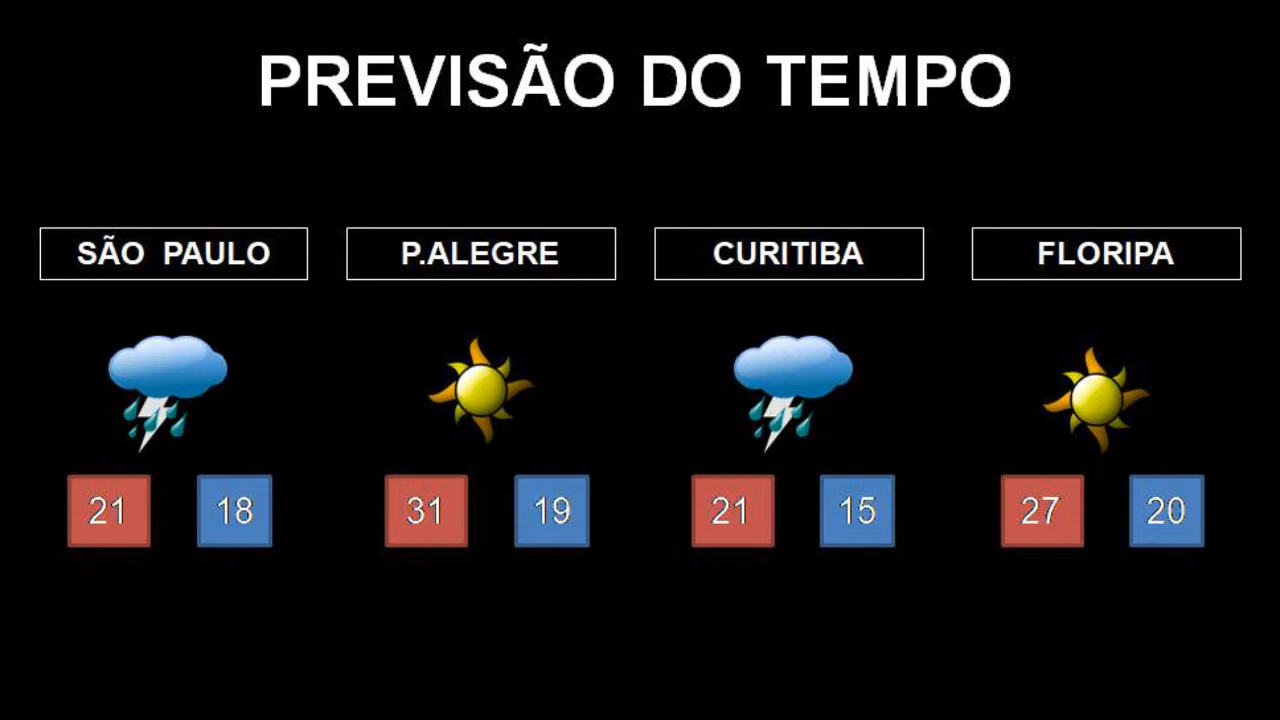 PREVISÃO DO TEMPO
SÃO PAULO
P.ALEGRE
CURITIBA
FLORIPA
21 18
31 19
21 15
27 20